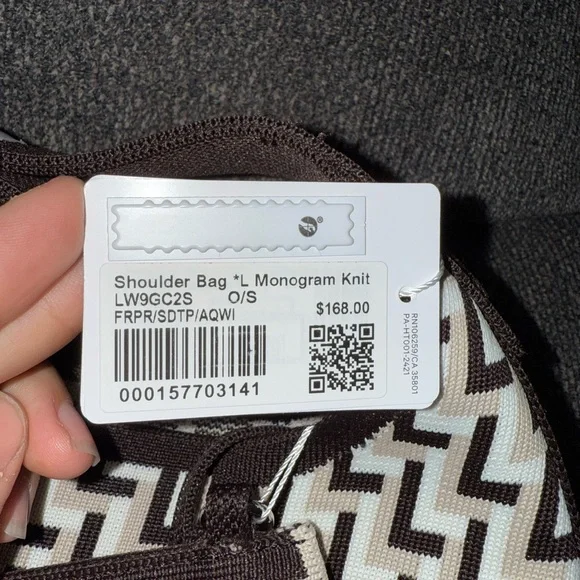 ®
Shoulder Bag *L Monogram Knit
LW9GC2S O/S
FRPR/SDTP/AQWI
$168.00
000157703141
RN106259/CA 35801
PA-HT001-2421